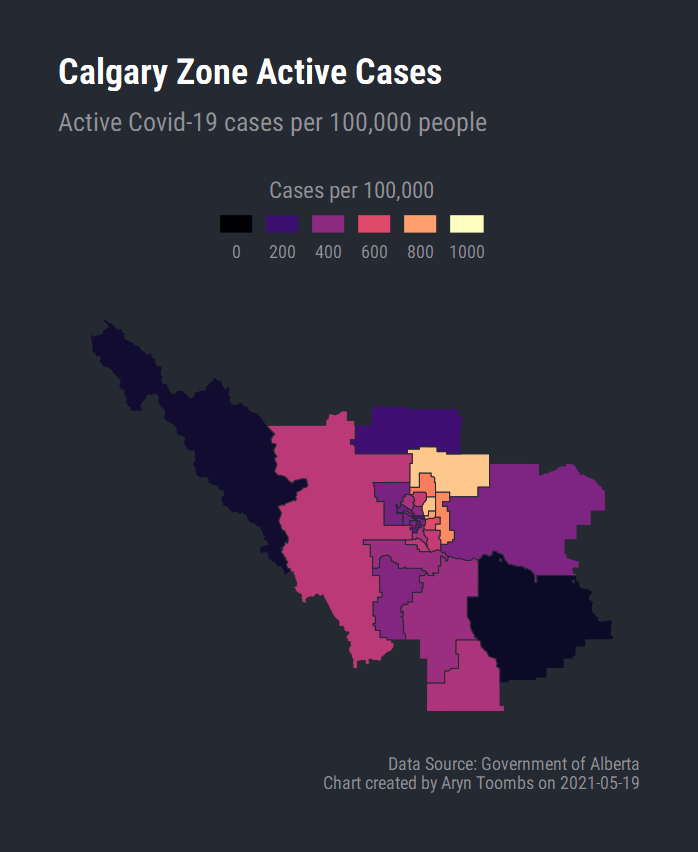 Calgary Zone Active Cases
Active Covid-19 cases per 100,000 people
Cases per 100,000
0 200 400 600 800 1000
Data Source: Government of Alberta
Chart created by Aryn Toombs on 2021-05-19